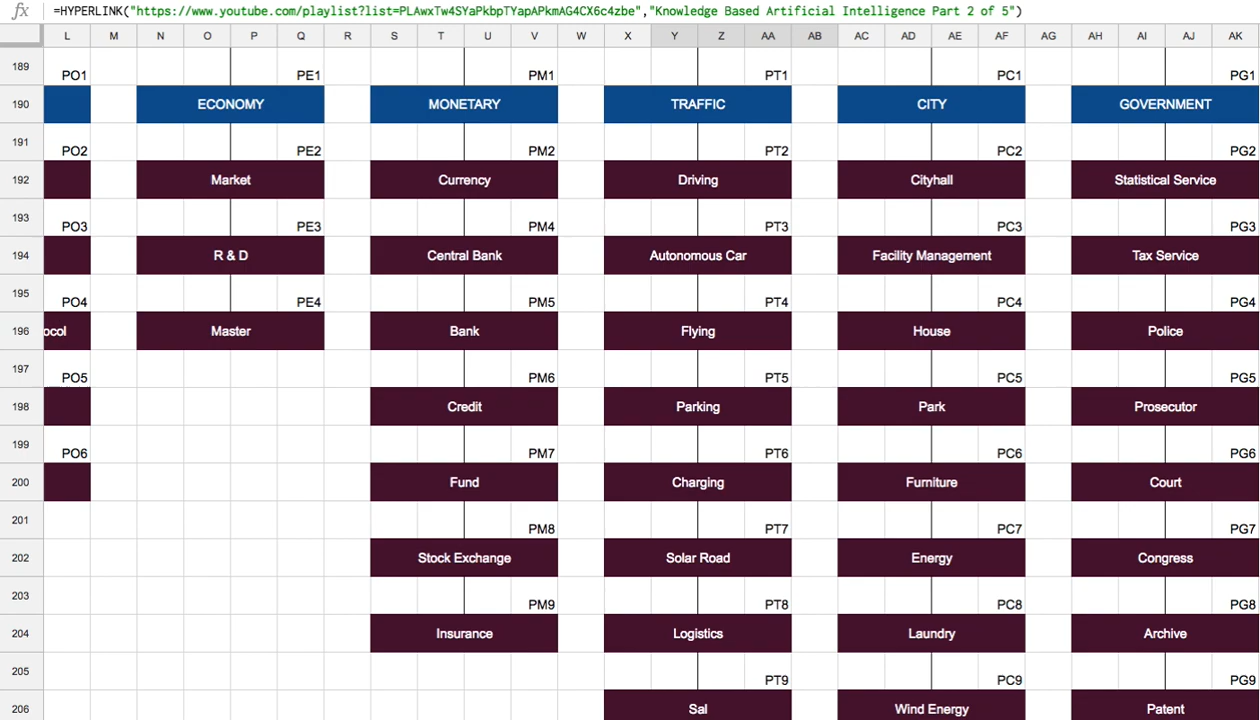 fx =HYPERLINK("https://www.youtube.com/playlist?list=PLAwxTw4SYaPkbpTYapAPkmAG4CX6c4zbe","Knowledge Based Artificial Intelligence Part 2 of 5")
L M N O P Q R S T U V W X Y Z AA AB AC AD AE AF AG AH AI AJ AK
189 PO1 PE1 PM1 PT1 PC1 PG1
190 ECONOMY MONETARY TRAFFIC CITY GOVERNMENT
191 PO2 PE2 PM2 PT2 PC2 PG2
192 Market Currency Driving Cityhall Statistical Service
193 PO3 PE3 PM4 PT3 PC3 PG3
194 R & D Central Bank Autonomous Car Facility Management Tax Service
195 PO4 PE4 PM5 PT4 PC4 PG4
196 ocol Master Bank Flying House Police
197 PO5 PM6 PT5 PC5 PG5
198 Credit Parking Park Prosecutor
199 PO6 PM7 PT6 PC6 PG6
200 Fund Charging Furniture Court
201 PM8 PT7 PC7 PG7
202 Stock Exchange Solar Road Energy Congress
203 PM9 PT8 PC8 PG8
204 Insurance Logistics Laundry Archive
205 PT9 PC9 PG9
206 Sal Wind Energy Patent